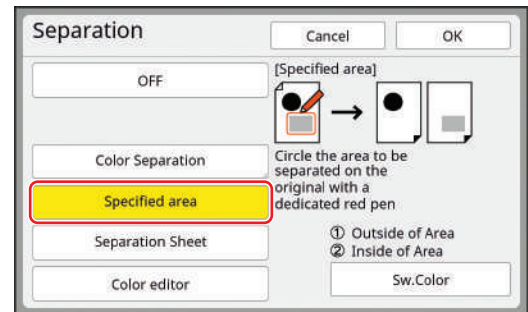 Separation
Cancel
OK
OFF
[Specified area]
Color Separation
Circle the area to be
separated on the
original with a
dedicated red pen
Specified area
Separation Sheet
① Outside of Area
② Inside of Area
Color editor
Sw.Color